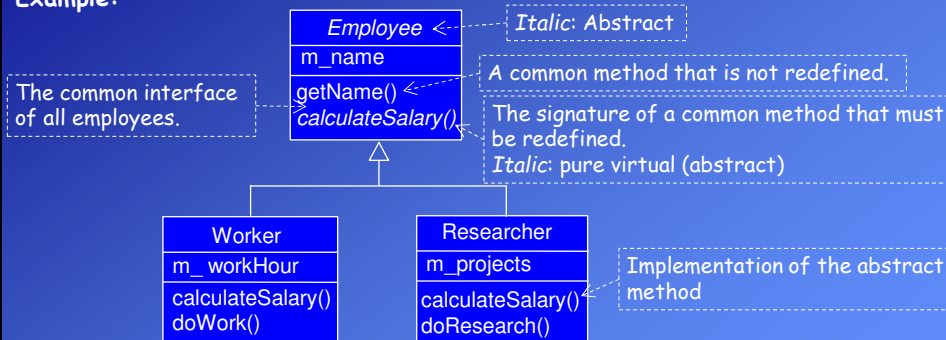 Example:
Employee
Italic: Abstract
m_name
A common method that is not redefined.
The common interface
of all employees.
getName()
calculateSalary()
The signature of a common method that must
be redefined.
Italic: pure virtual (abstract)
Worker
m_ workHour
calculateSalary()
doWork()
Researcher
m_projects
calculateSalary()
doResearch()
Implementation of the abstract
method